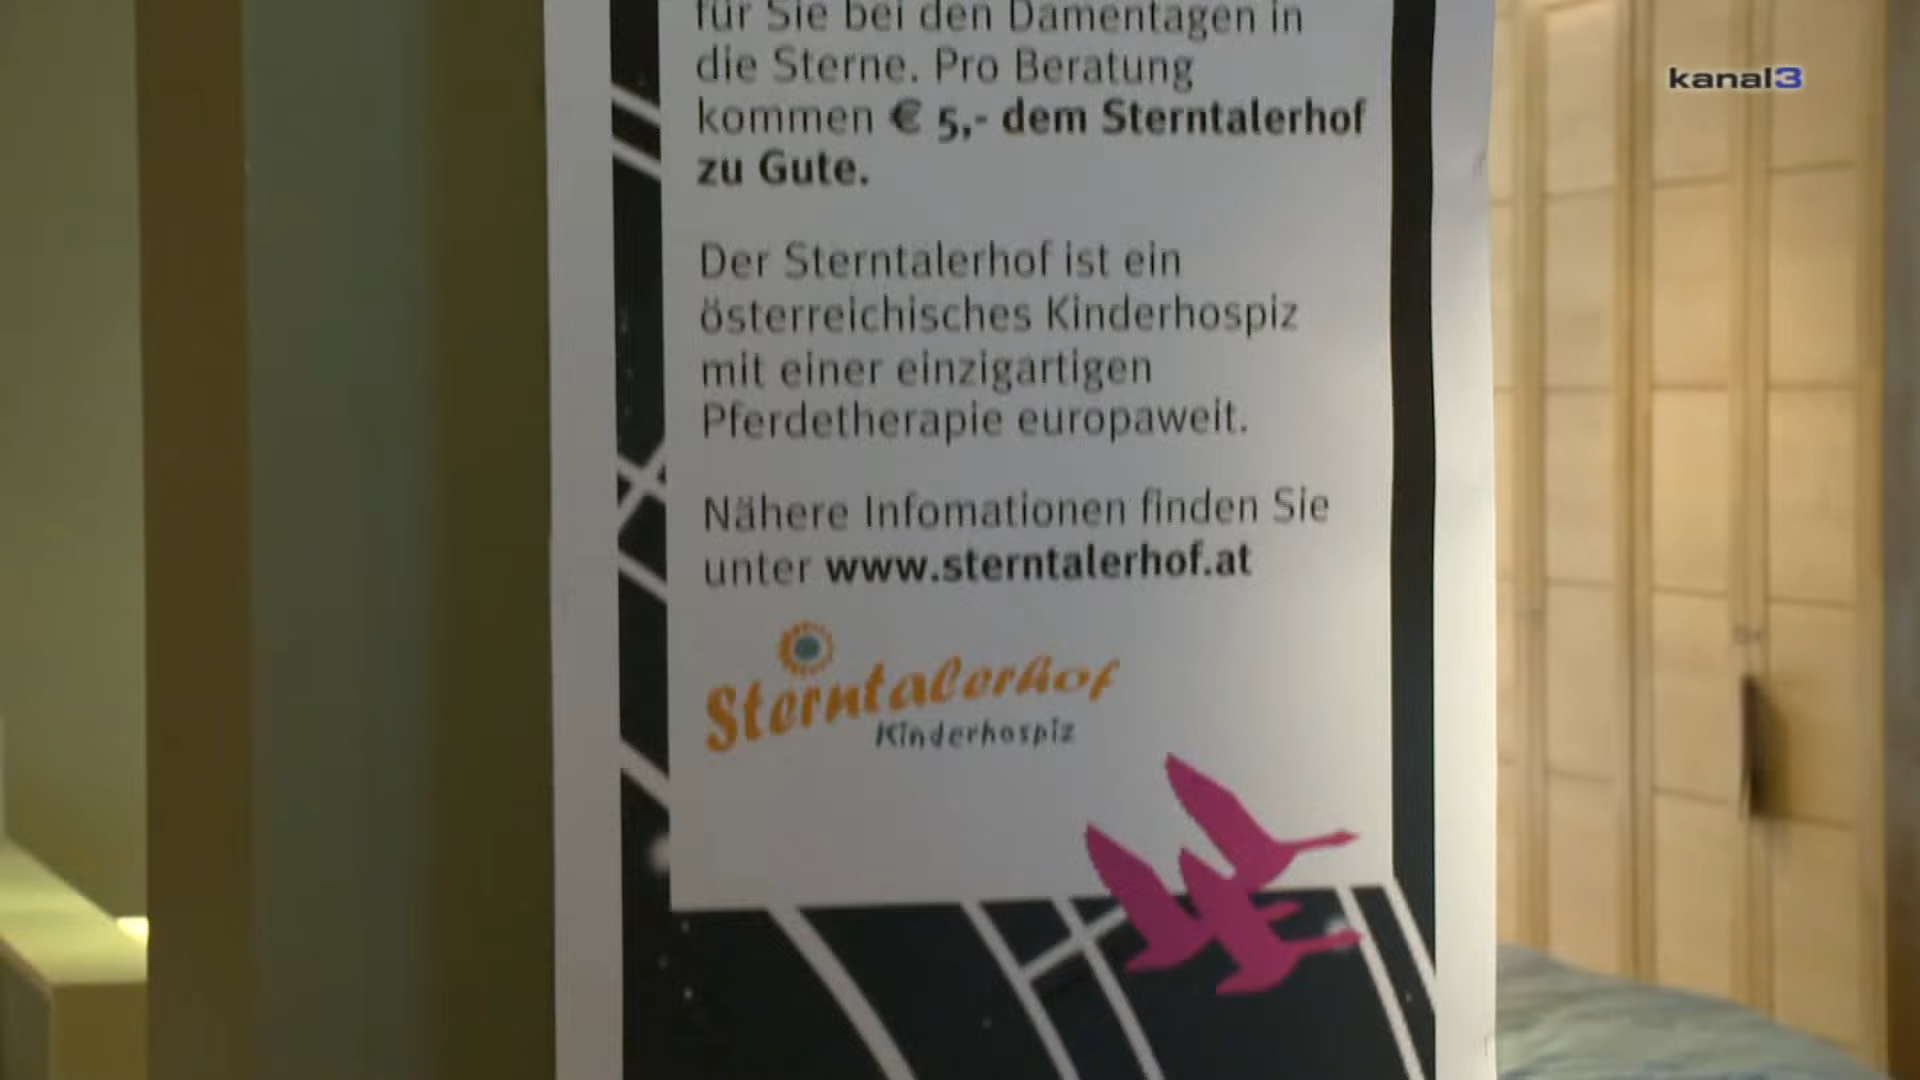 für Sie bei den Damentagen in
die Sterne. Pro Beratung
kommen € 5,- dem Sterntalerhof
zu Gute.
Der Sterntalerhof ist ein
österreichisches Kinderhospiz
mit einer einzigartigen
Pferdetherapie europaweit.
Nähere Infomationen finden Sie
unter www.sterntalerhof.at
Sterntalerhof
Kinderhospiz
kanal3